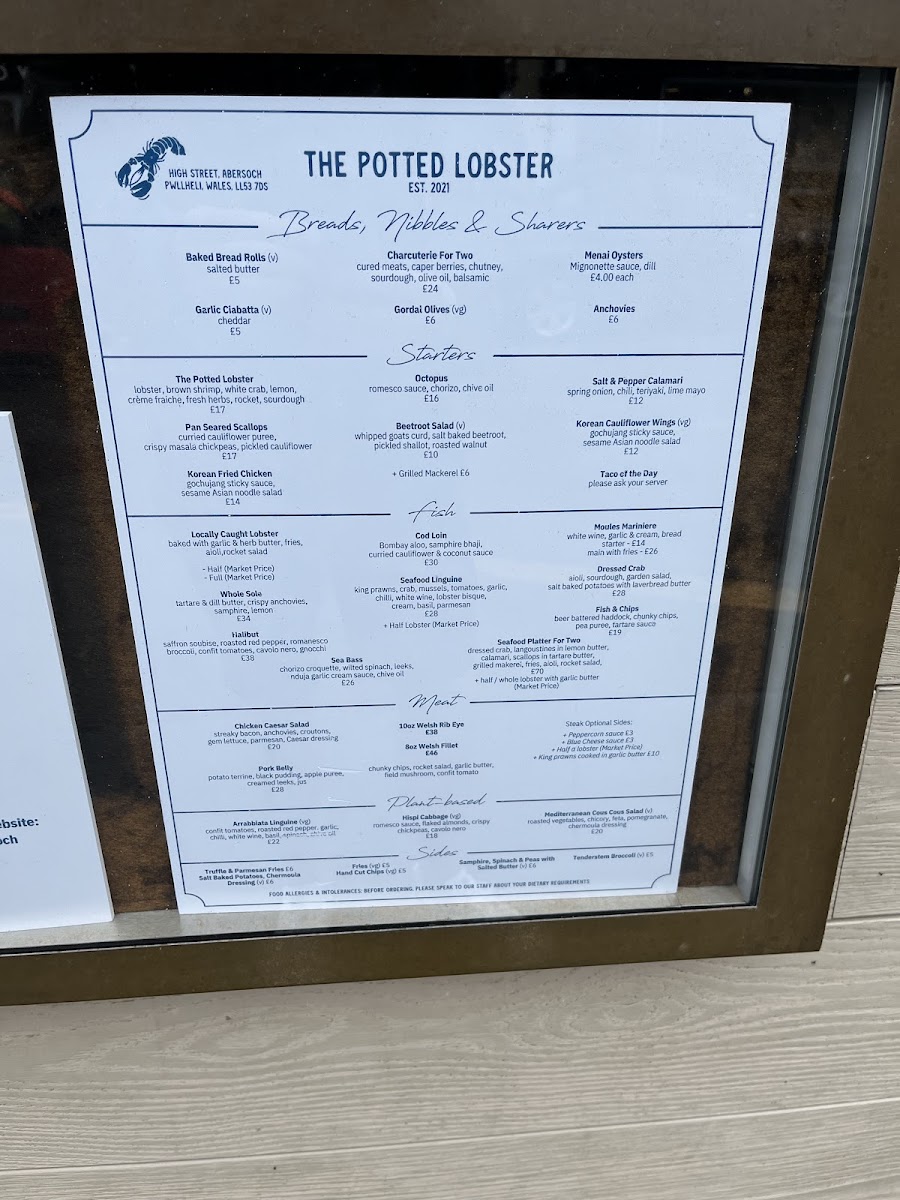 HIGH STREET, ABERSOCH
PWLLHELI, WALES, LL53 7DS
THE POTTED LOBSTER
EST. 2021
Breads, Nibbles & Sharers
Baked Bread Rolls (v)
salted butter
£5
Charcuterie For Two
cured meats, caper berries, chutney,
sourdough, olive oil, balsamic
£24
Menai Oysters
Mignonette sauce, dill
£4.00 each
Garlic Ciabatta (v)
cheddar
£5
Gordal Olives (vg)
£6
Anchovies
£6
Starters
The Potted Lobster
lobster, brown shrimp, white crab, lemon,
crème fraiche, fresh herbs, rocket, sourdough
£17
Octopus
romesco sauce, chorizo, chive oil
£16
Salt & Pepper Calamari
spring onion, chili, teriyaki, lime mayo
£12
Pan Seared Scallops
curried cauliflower puree,
crispy masala chickpeas, pickled cauliflower
£17
Beetroot Salad (v)
whipped goats curd, salt baked beetroot,
pickled shallot, roasted walnut
£10
+ Grilled Mackerel £6
Korean Cauliflower Wings (vg)
gochujang sticky sauce,
sesame Asian noodle salad
£12
Korean Fried Chicken
gochujang sticky sauce,
sesame Asian noodle salad
£14
Taco of the Day
please ask your server
Fish
Locally Caught Lobster
baked with garlic & herb butter, fries,
aioli,rocket salad
- Half (Market Price)
- Full (Market Price)
Cod Loin
Bombay aloo, samphire bhaji,
curried cauliflower & coconut sauce
£30
Moules Mariniere
white wine, garlic & cream, bread
starter - £14
main with fries - £26
Whole Sole
tartare & dill butter, crispy anchovies,
samphire, lemon
£34
Seafood Linguine
king prawns, crab, mussels, tomatoes, garlic,
chilli, white wine, lobster bisque,
cream, basil, parmesan
£28
+ Half Lobster (Market Price)
Dressed Crab
aioli, sourdough, garden salad,
salt baked potatoes with laverbread butter
£28
Fish & Chips
beer battered haddock, chunky chips,
pea puree, tartare sauce
£19
Halibut
saffron soubise, roasted red pepper, romanesco
broccoli, confit tomatoes, cavolo nero, gnocchi
£38
Sea Bass
chorizo croquette, wilted spinach, leeks,
nduja garlic cream sauce, chive oil
£26
Seafood Platter For Two
dressed crab, langoustines in lemon butter,
calamari, scallops in tartare butter,
grilled makerel, fries, aioli, rocket salad,
£70
+ half / whole lobster with garlic butter
(Market Price)
Meat
Chicken Caesar Salad
streaky bacon, anchovies, croutons,
gem lettuce, parmesan, Caesar dressing
£20
10oz Welsh Rib Eye
£38
8oz Welsh Fillet
£46
chunky chips, rocket salad, garlic butter,
field mushroom, confit tomato
Steak Optional Sides:
+ Peppercorn sauce £3
+ Blue Cheese sauce £3
+ Half a lobster (Market Price)
+ King prawns cooked in garlic butter £10
Pork Belly
potato terrine, black pudding, apple puree,
creamed leeks, jus
£28
Plant-based
Arrabbiata Linguine (vg)
confit tomatoes, roasted red pepper, garlic,
chilli, white wine, basil, spinach, chive oil
£22
Hispi Cabbage (vg)
romesco sauce, flaked almonds, crispy
chickpeas, cavolo nero
£18
Mediterranean Cous Cous Salad (v)
roasted vegetables, chicory, feta, pomegranate,
chermoula dressing
£20
Sides
Truffle & Parmesan Fries £6
Salt Baked Potatoes, Chermoula
Dressing (v) £6
Fries (vg) £5
Hand Cut Chips (vg) £5
Samphire, Spinach & Peas with
Salted Butter (v) £6
Tenderstem Broccoli (v) £5
FOOD ALLERGIES & INTOLERANCES: BEFORE ORDERING, PLEASE SPEAK TO OUR STAFF ABOUT YOUR DIETARY REQUIREMENTS
ebsite:
och